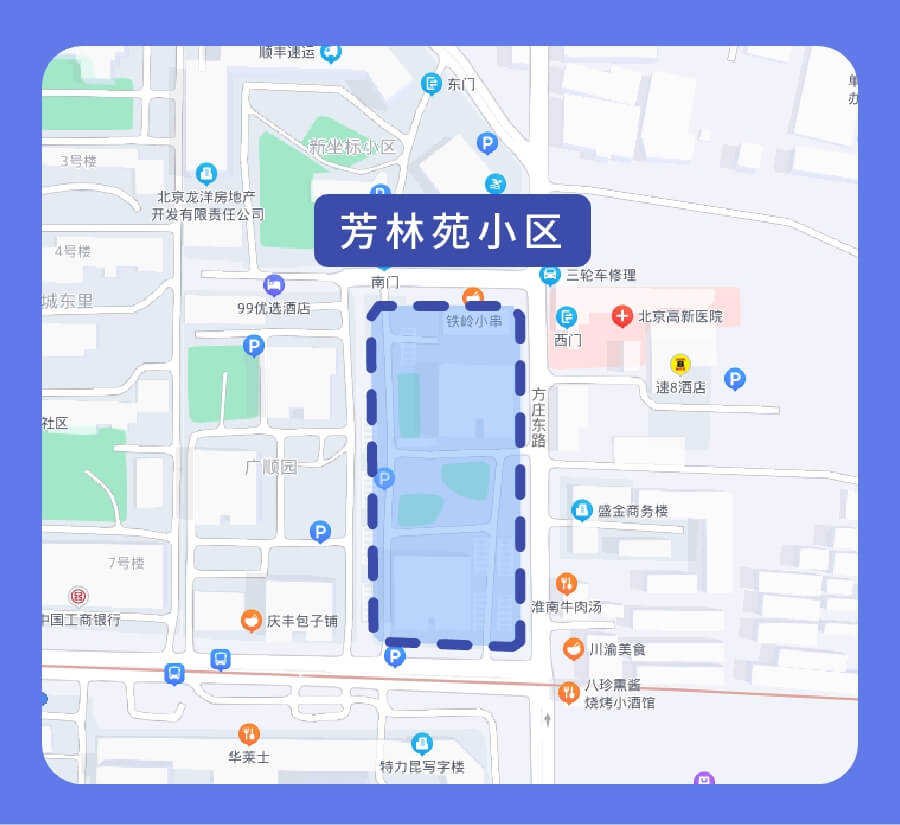 顺丰速运
东门
新坐标小区
3号楼
北京龙洋房地产
开发有限责任公司
芳林苑小区
4号楼
南门
三轮车修理
城东里
99优选酒店
铁岭小串
西门
北京高新医院
速8酒店
方庄东路
社区
广顺园
盛金商务楼
7号楼
淮南牛肉汤
中国工商银行
庆丰包子铺
川渝美食
八珍熏酱
烧烤小酒馆
华莱士
特力昆写字楼